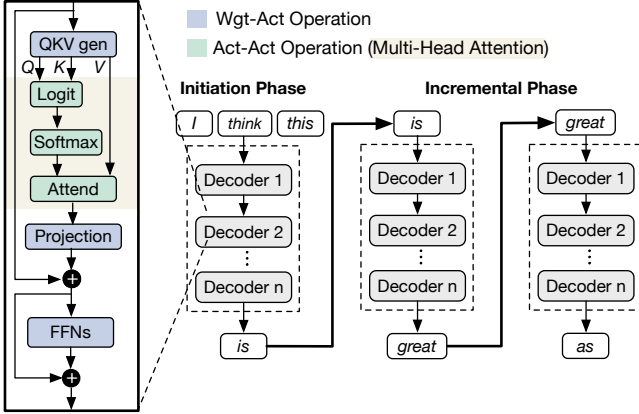 Wgt-Act Operation
Act-Act Operation (Multi-Head Attention)
QKV gen
Q K V
Logit
Softmax
Attend
Projection
+
FFNs
+
Initiation Phase
I think this
Decoder 1
Decoder 2
...
Decoder n
is
Incremental Phase
is
Decoder 1
Decoder 2
...
Decoder n
great
great
Decoder 1
Decoder 2
...
Decoder n
as